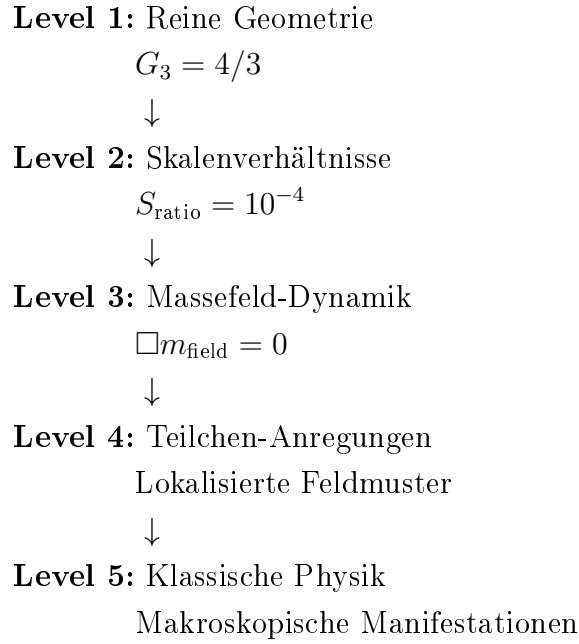 Level 1: Reine Geometrie
G₃ = 4/3
↓
Level 2: Skalenverhältnisse
S_ratio = 10⁻⁴
↓
Level 3: Massefeld-Dynamik
□m_field = 0
↓
Level 4: Teilchen-Anregungen
Lokalisierte Feldmuster
↓
Level 5: Klassische Physik
Makroskopische Manifestationen